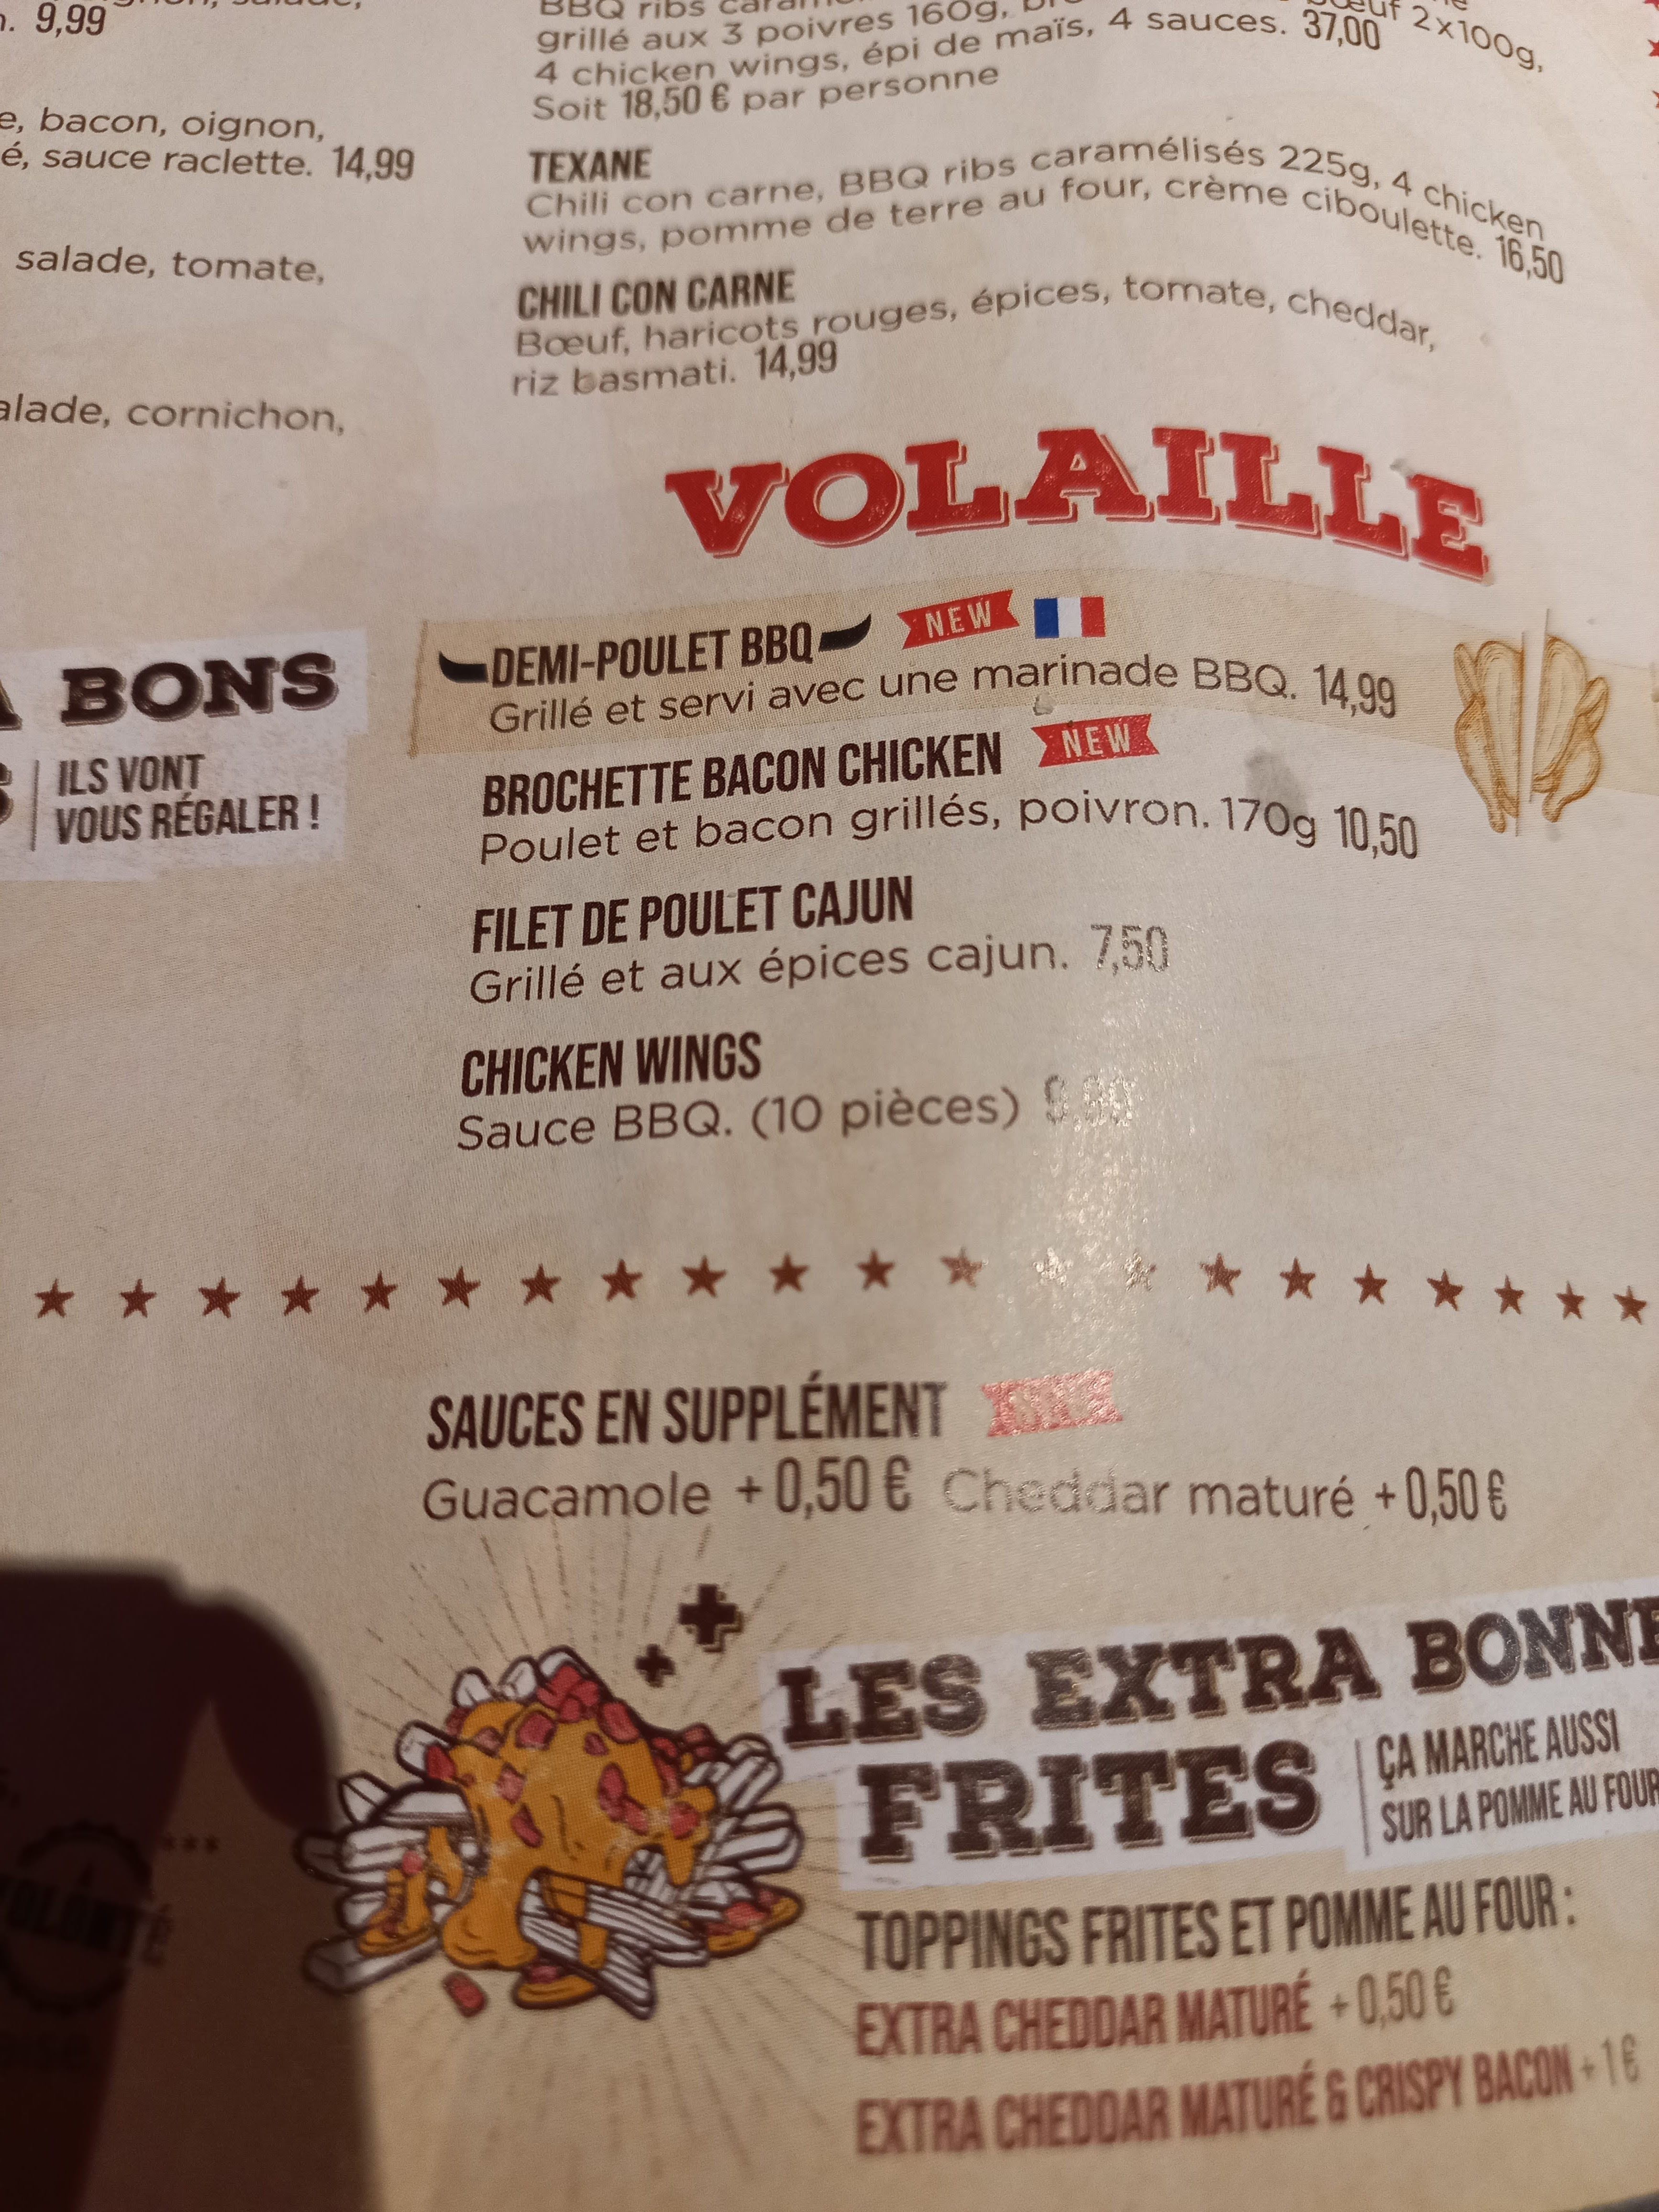 9,99
bacon, oignon,
sauce raclette. 14,99
salade, tomate,
cornichon,
BONS
ILS VONT
VOUS RÉGALER !
BBQ ribs
grillé aux 3 poivres 160g, 2x100g,
4 chicken wings, épi de maïs, 4 sauces. 37,00
Soit 18,50 € par personne
TEXANE
Chili con carne, BBQ ribs caramélisés 225g, 4 chicken
wings, pomme de terre au four, crème ciboulette. 16,50
CHILI CON CARNE
Bœuf, haricots rouges, épices, tomate, cheddar,
riz basmati. 14,99
VOLAILLE
DEMI-POULET BBQ NEW
Grillé et servi avec une marinade BBQ. 14,99
BROCHETTE BACON CHICKEN NEW
Poulet et bacon grillés, poivron. 170g 10,50
FILET DE POULET CAJUN
Grillé et aux épices cajun. 7,50
CHICKEN WINGS
Sauce BBQ. (10 pièces)
SAUCES EN SUPPLÉMENT
Guacamole + 0,50 € Cheddar maturé + 0,50 €
LES EXTRA
FRITES
ÇA MARCHE AUSSI
SUR LA POMME AU FOUR
TOPPINGS FRITES ET POMME AU FOUR :
EXTRA CHEDDAR MATURÉ + 0,50 €
EXTRA CHEDDAR MATURÉ & CRISPY BACON + 1 €